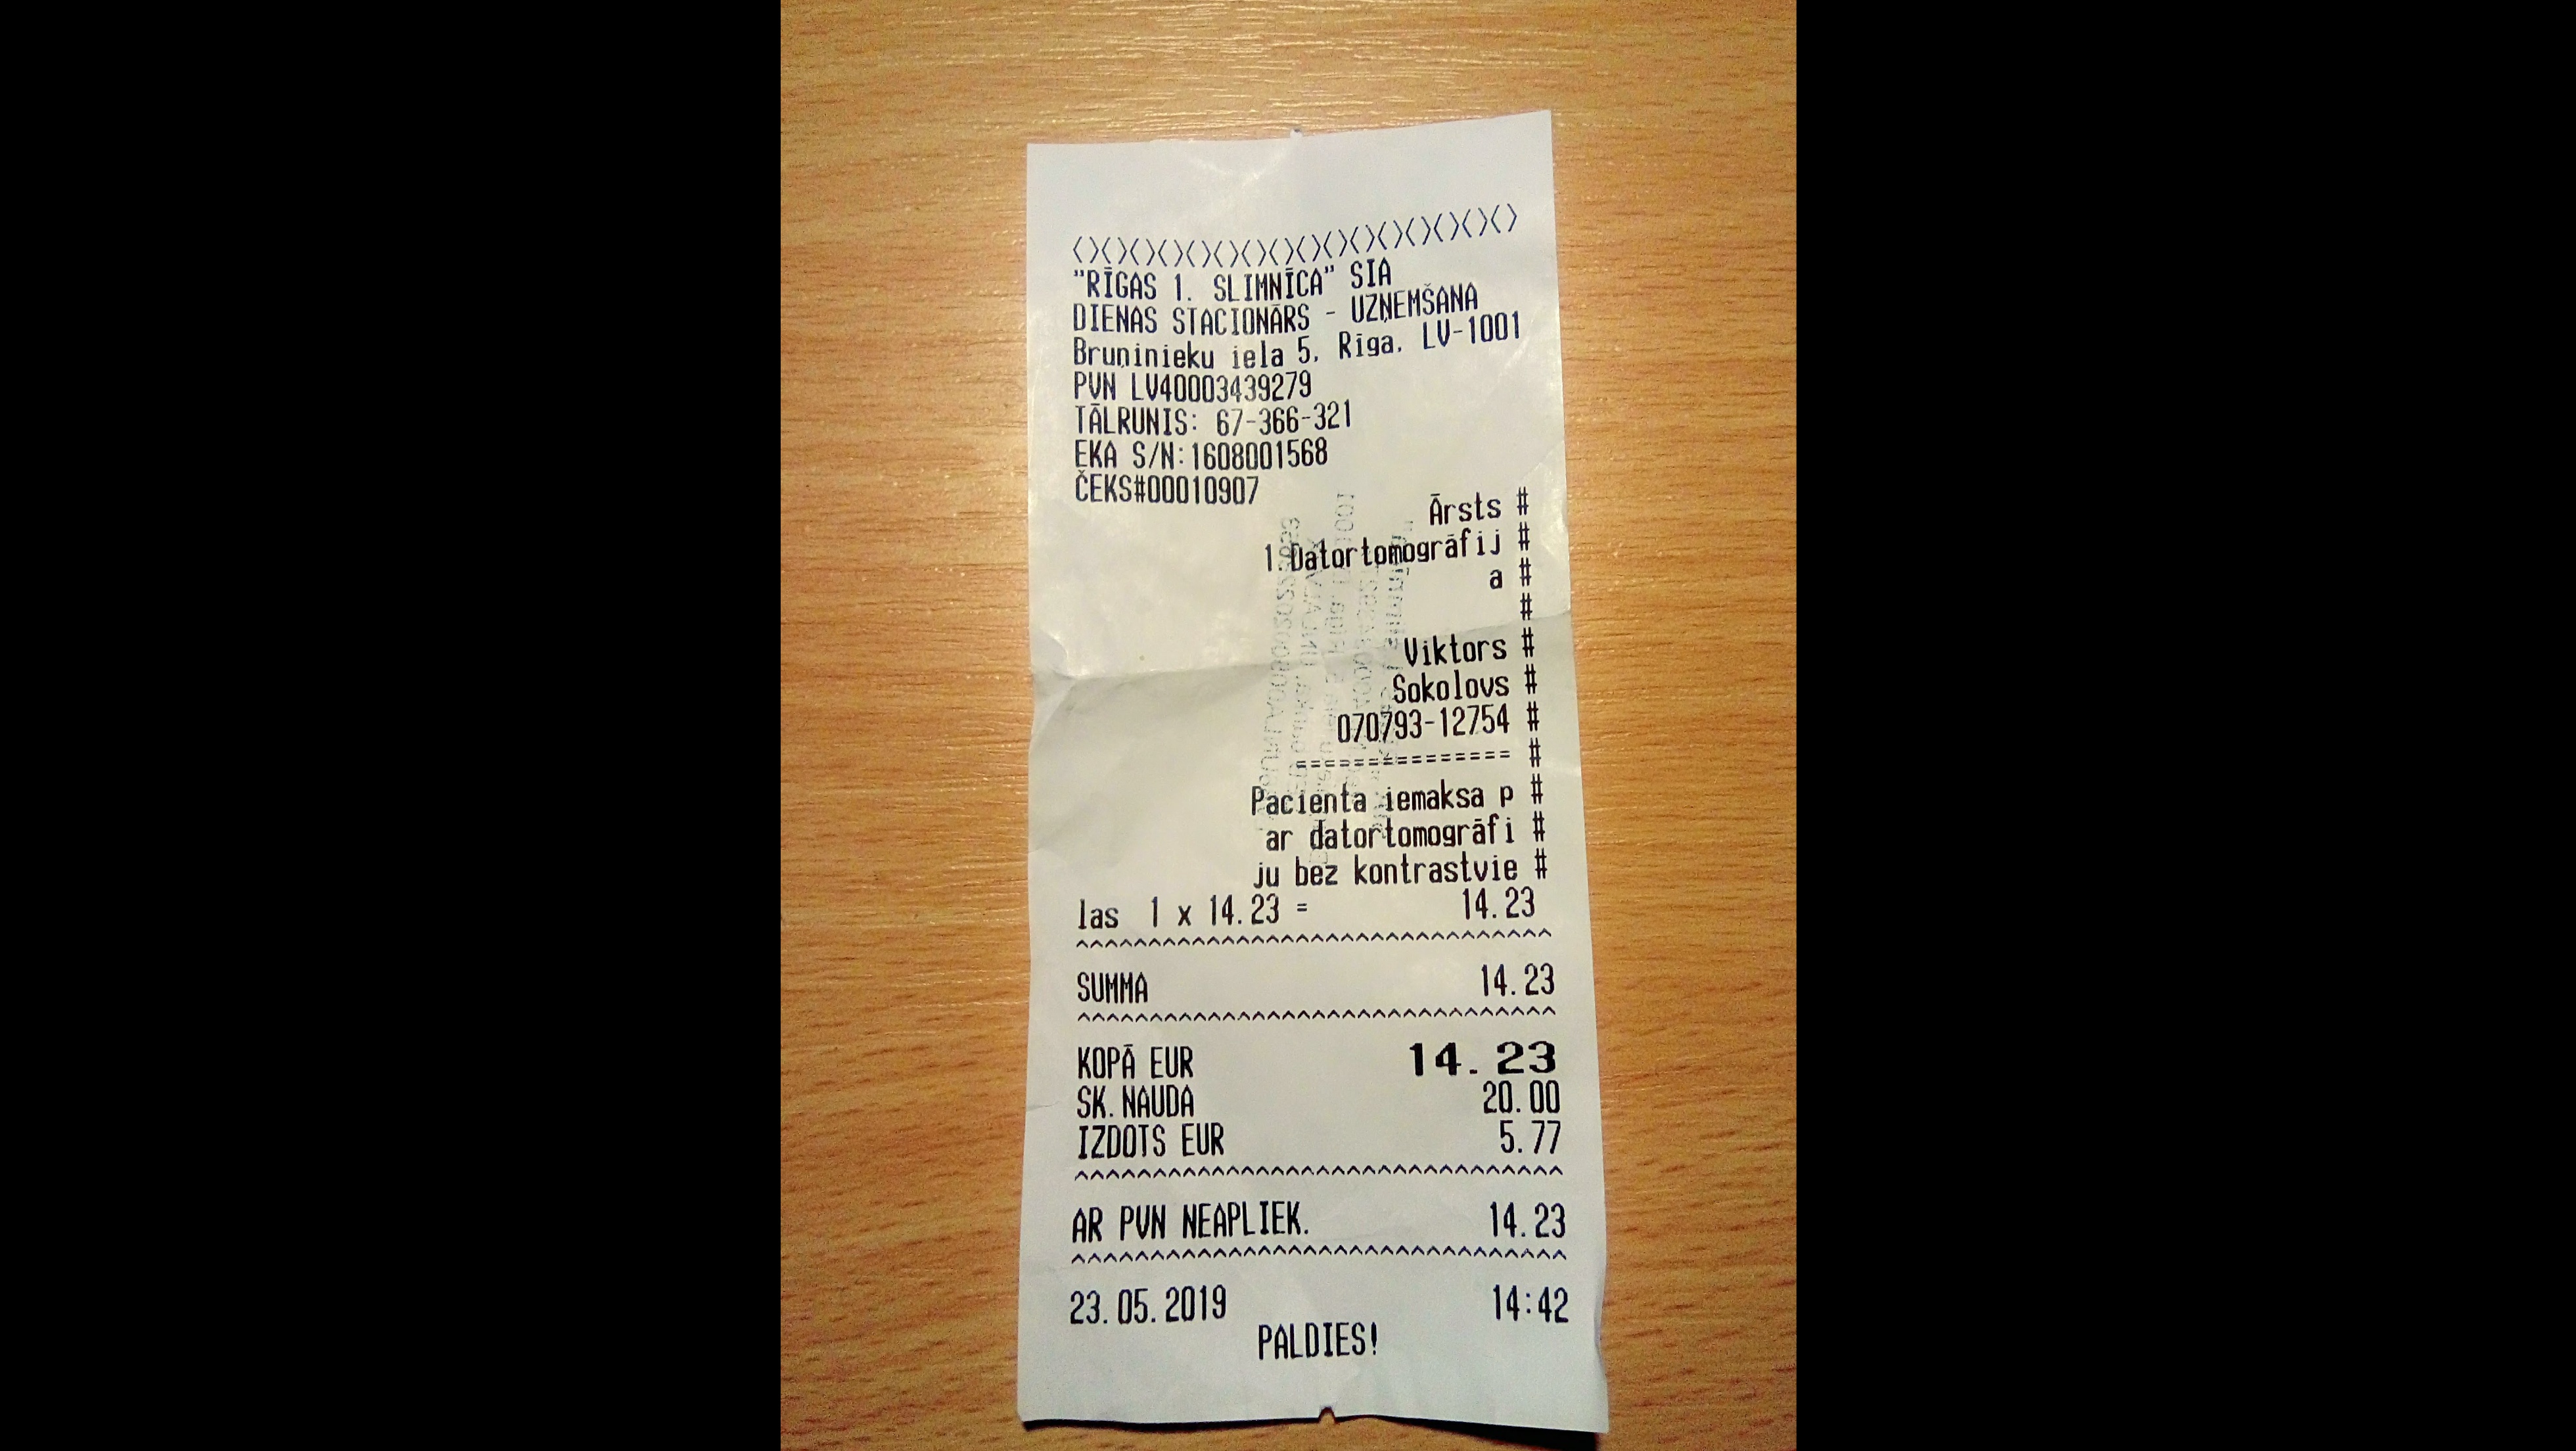 <><><><><><><><><><><><><><><><>
"RĪGAS 1. SLIMNĪCA" SIA
DIENAS STACIONĀRS - UZŅEMŠANA
Bruņinieku iela 5, Rīga, LV-1001
PVN LV40003439279
TĀLRUNIS: 67-366-321
EKA S/N:1608001568
ČEKS#00010907
Ārsts #
1.Datortomogrāfij #
a #
#
Viktors #
Sokolovs #
070793-12754 #
=============== #
Pacienta iemaksa p #
ar datortomogrāfi #
ju bez kontrastvie #
las 1 x 14.23 = 14.23
^^^^^^^^^^^^^^^^^^^^^^^^^^^^^^^^
SUMMA 14.23
^^^^^^^^^^^^^^^^^^^^^^^^^^^^^^^^
KOPĀ EUR 14.23
SK.NAUDA 20.00
IZDOTS EUR 5.77
^^^^^^^^^^^^^^^^^^^^^^^^^^^^^^^^
AR PVN NEAPLIEK. 14.23
^^^^^^^^^^^^^^^^^^^^^^^^^^^^^^^^
23.05.2019 14:42
PALDIES!